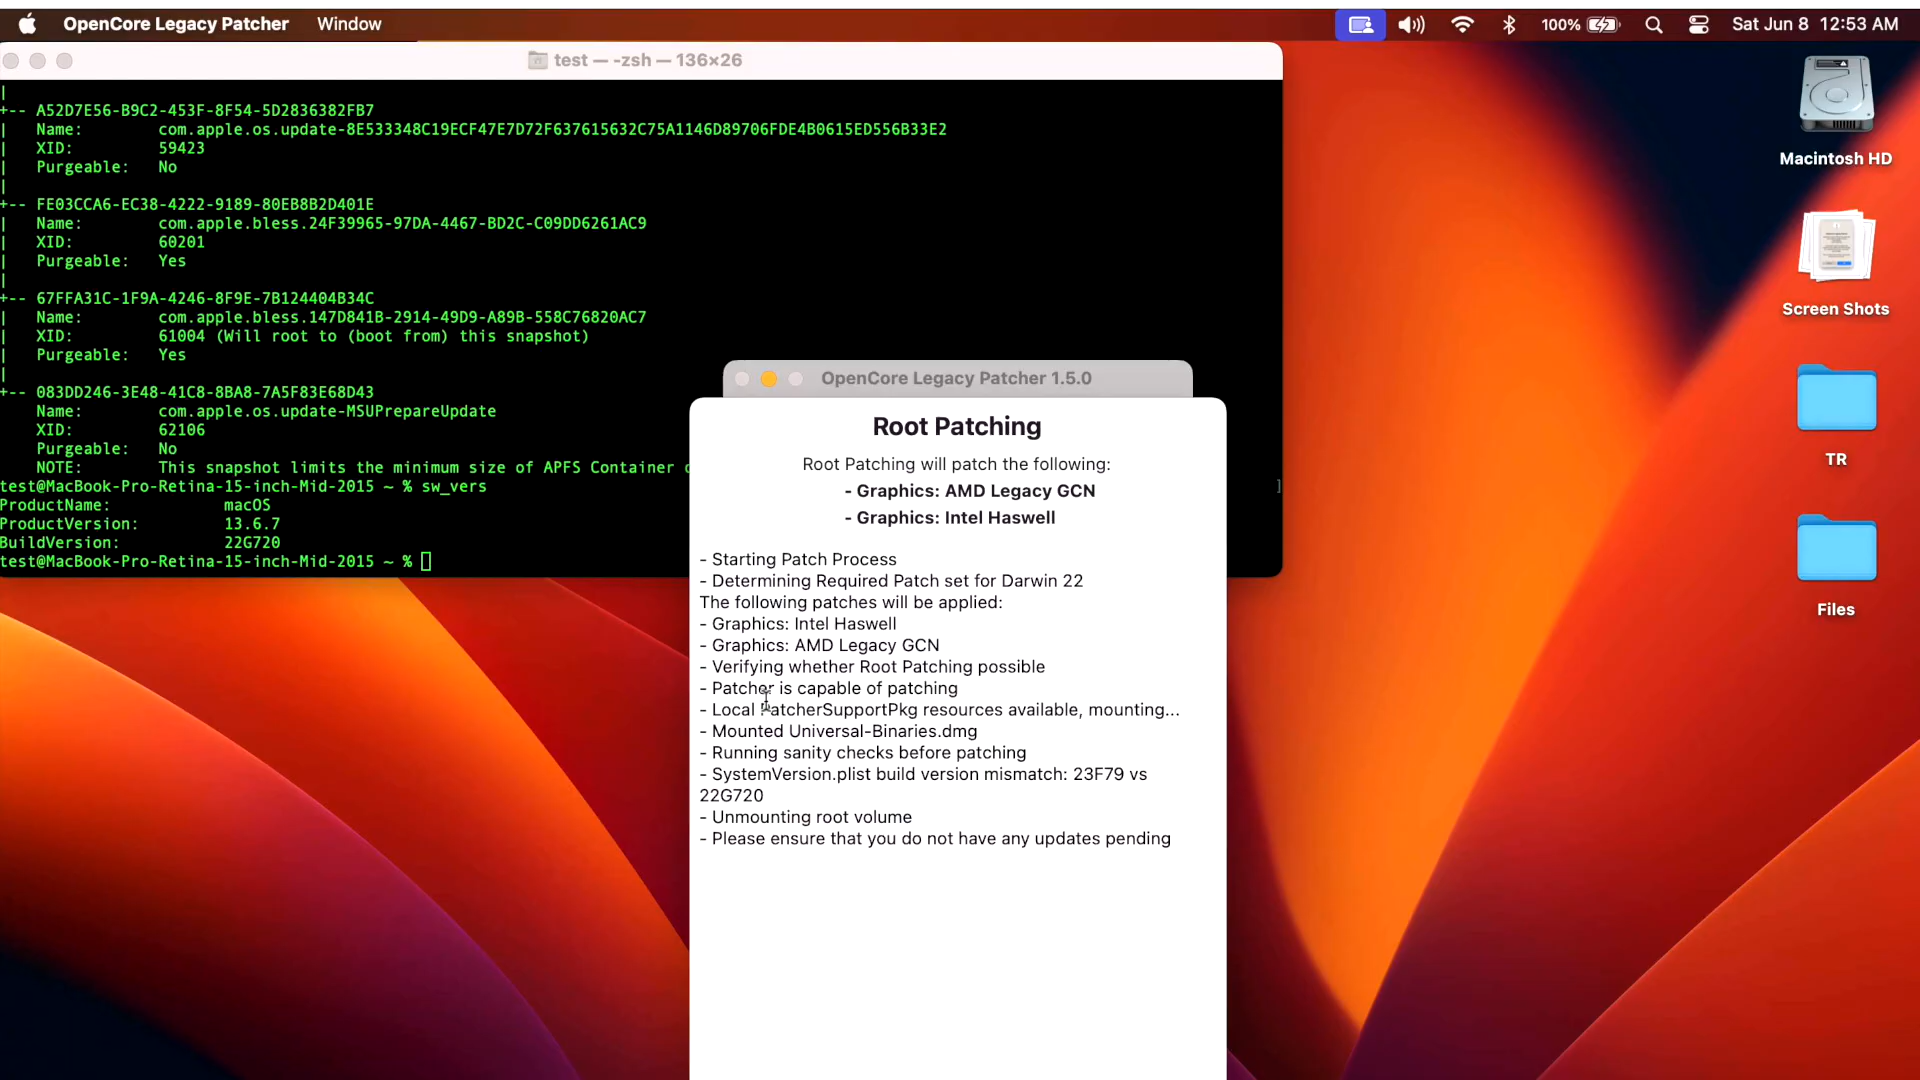 OpenCore Legacy Patcher Window 100% Sat Jun 8 12:53 AM
test — -zsh — 136×26
|
+-- A52D7E56-B9C2-453F-8F54-5D2836382FB7
| Name: com.apple.os.update-8E533348C19ECF47E7D72F637615632C75A1146D89706FDE4B0615ED556B33E2
| XID: 59423
| Purgeable: No
|
+-- FE03CCA6-EC38-4222-9189-80EB8B2D401E
| Name: com.apple.bless.24F39965-97DA-4467-BD2C-C09DD6261AC9
| XID: 60201
| Purgeable: Yes
|
+-- 67FFA31C-1F9A-4246-8F9E-7B124404B34C
| Name: com.apple.bless.147D841B-2914-49D9-A89B-558C76820AC7
| XID: 61004 (Will root to (boot from) this snapshot)
| Purgeable: Yes
|
+-- 083DD246-3E48-41C8-8BA8-7A5F83E68D43
Name: com.apple.os.update-MSUPrepareUpdate
XID: 62106
Purgeable: No
NOTE: This snapshot limits the minimum size of APFS Container
test@MacBook-Pro-Retina-15-inch-Mid-2015 ~ % sw_vers ]
ProductName: macOS
ProductVersion: 13.6.7
BuildVersion: 22G720
test@MacBook-Pro-Retina-15-inch-Mid-2015 ~ %
OpenCore Legacy Patcher 1.5.0
Root Patching
Root Patching will patch the following:
- Graphics: AMD Legacy GCN
- Graphics: Intel Haswell
- Starting Patch Process
- Determining Required Patch set for Darwin 22
The following patches will be applied:
- Graphics: Intel Haswell
- Graphics: AMD Legacy GCN
- Verifying whether Root Patching possible
- Patcher is capable of patching
- Local PatcherSupportPkg resources available, mounting...
- Mounted Universal-Binaries.dmg
- Running sanity checks before patching
- SystemVersion.plist build version mismatch: 23F79 vs
22G720
- Unmounting root volume
- Please ensure that you do not have any updates pending
Macintosh HD
Screen Shots
TR
Files